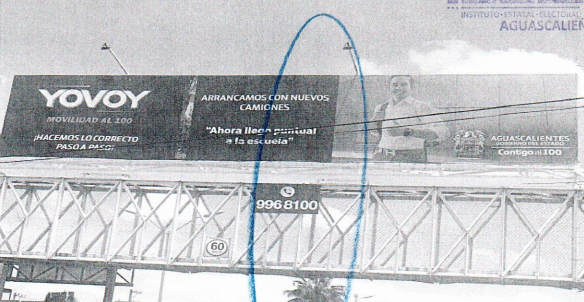 INSTITUTO ESTATAL ELECTORAL
AGUASCALIEN
YOVOY
MOVILIDAD AL 100
¡HACEMOS LO CORRECTO
PASO A PASO!
ARRANCAMOS CON NUEVOS
CAMIONES
"Ahora llego puntual
a la escuela"
AGUASCALIENTES
GOBIERNO DEL ESTADO
Contigo al 100
996 8100
60